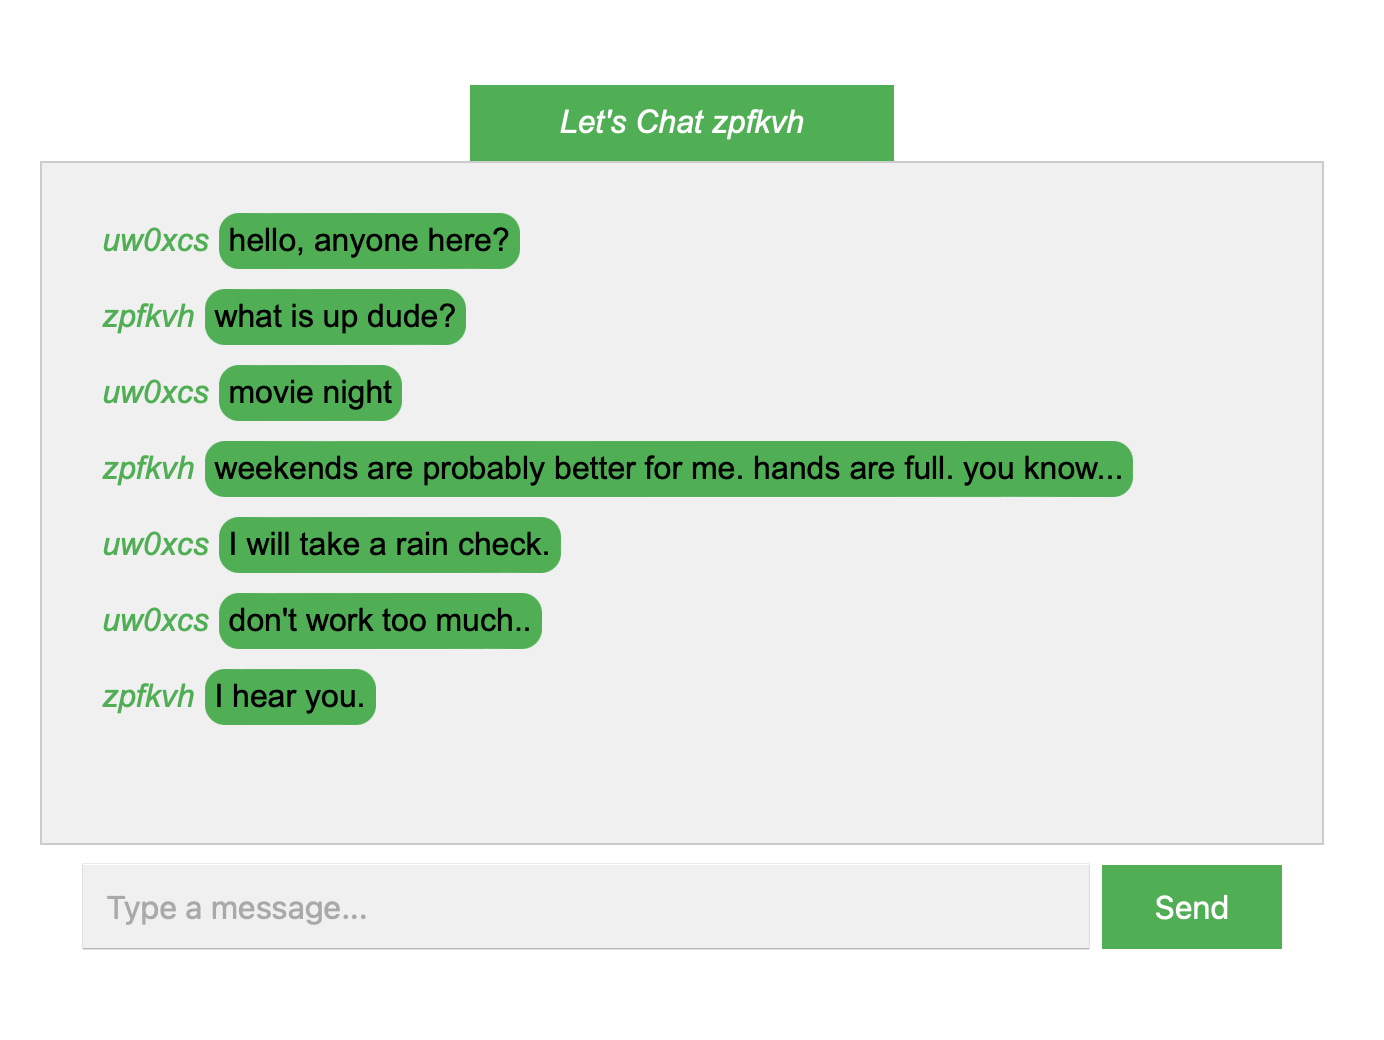 Let's Chat zpfkvh
uw0xcs hello, anyone here?
zpfkvh what is up dude?
uw0xcs movie night
zpfkvh weekends are probably better for me. hands are full. you know...
uw0xcs I will take a rain check.
uw0xcs don't work too much..
zpfkvh I hear you.
Type a message... Send